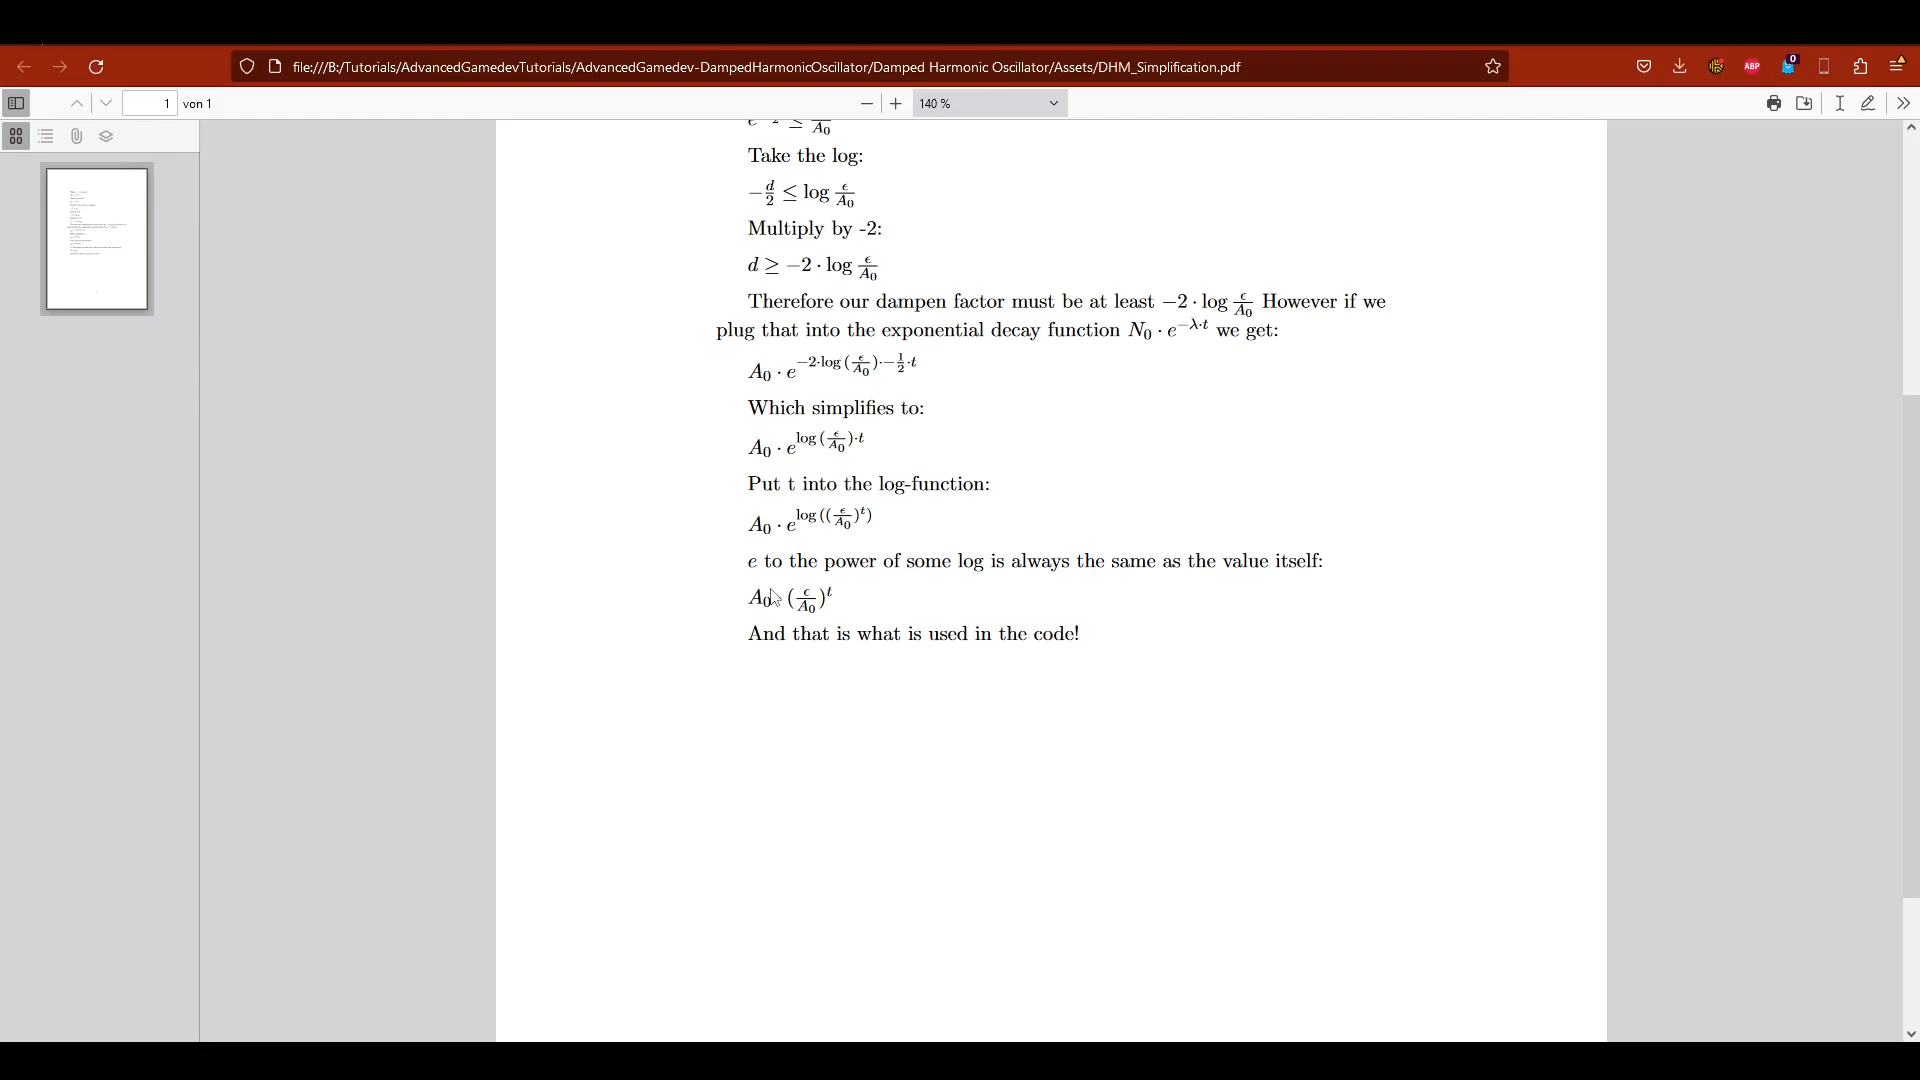 file:///B:/Tutorials/AdvancedGamedevTutorials/AdvancedGamedev-DampedHarmonicOscillator/Damped Harmonic Oscillator/Assets/DHM_Simplification.pdf
ABP
0
1 von 1
140 %
Take the log:
−d/2 ≤ log ϵ/A₀
Multiply by -2:
d ≥ −2 · log ϵ/A₀
Therefore our dampen factor must be at least −2 · log ϵ/A₀ However if we
plug that into the exponential decay function N₀ · e^(−λ·t) we get:
A₀ · e^(−2·log (ϵ/A₀)·−1/2·t)
Which simplifies to:
A₀ · e^(log (ϵ/A₀)·t)
Put t into the log-function:
A₀ · e^(log ((ϵ/A₀)^t))
e to the power of some log is always the same as the value itself:
A₀ (ϵ/A₀)^t
And that is what is used in the code!